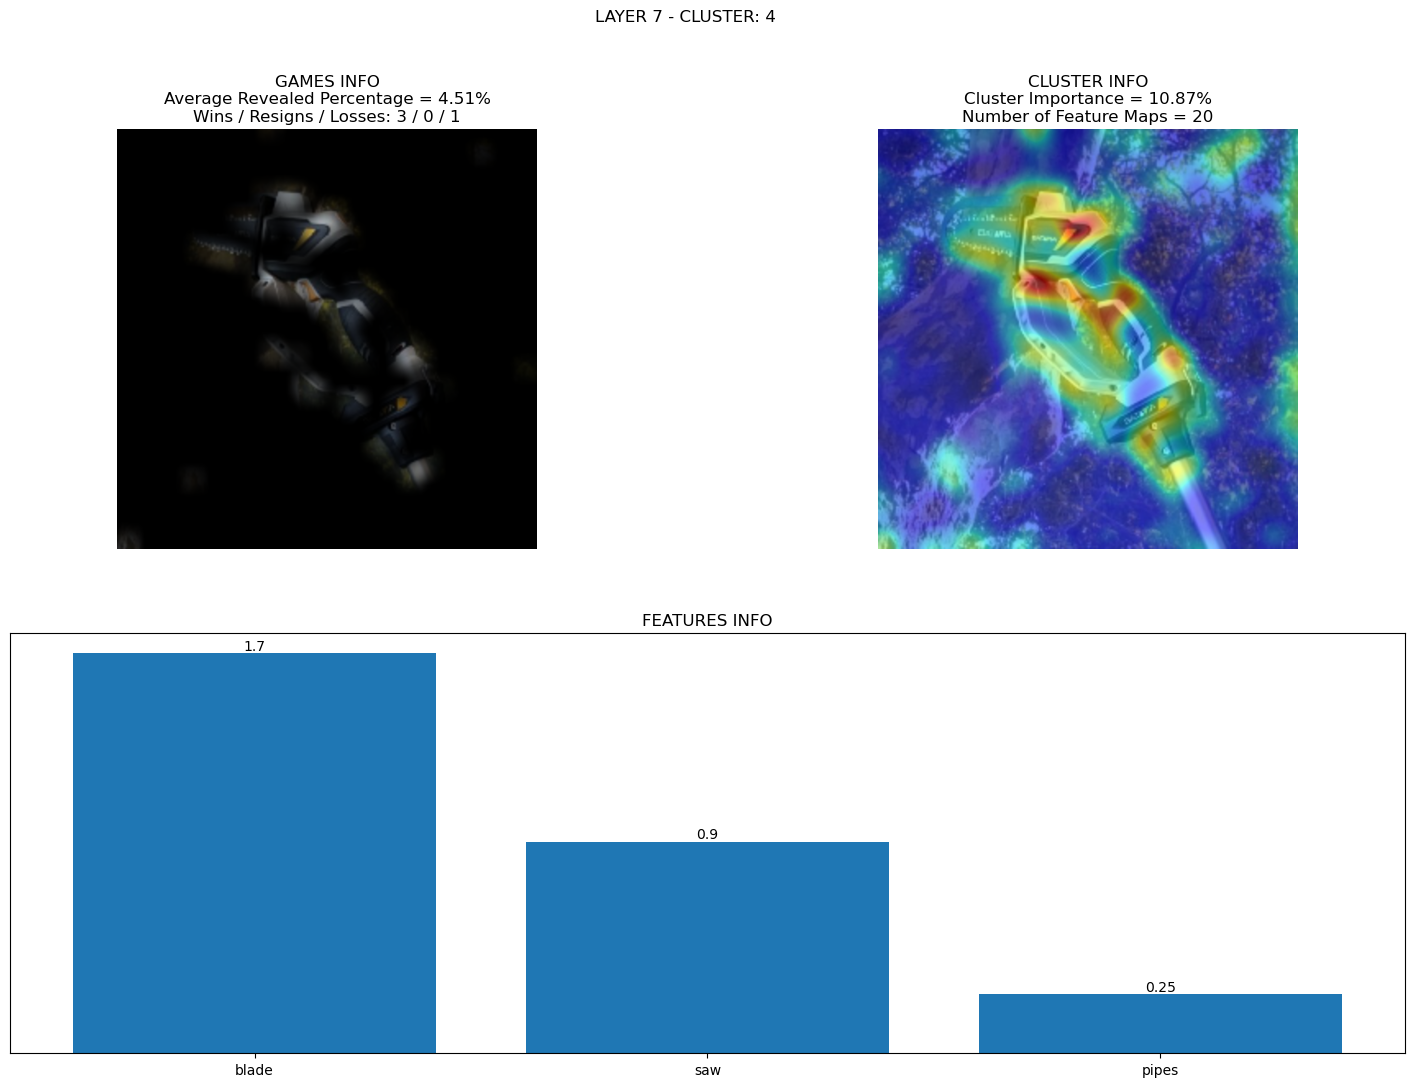 LAYER 7 - CLUSTER: 4
GAMES INFO
Average Revealed Percentage = 4.51%
Wins / Resigns / Losses: 3 / 0 / 1
CLUSTER INFO
Cluster Importance = 10.87%
Number of Feature Maps = 20
FEATURES INFO
1.7
0.9
0.25
blade
saw
pipes